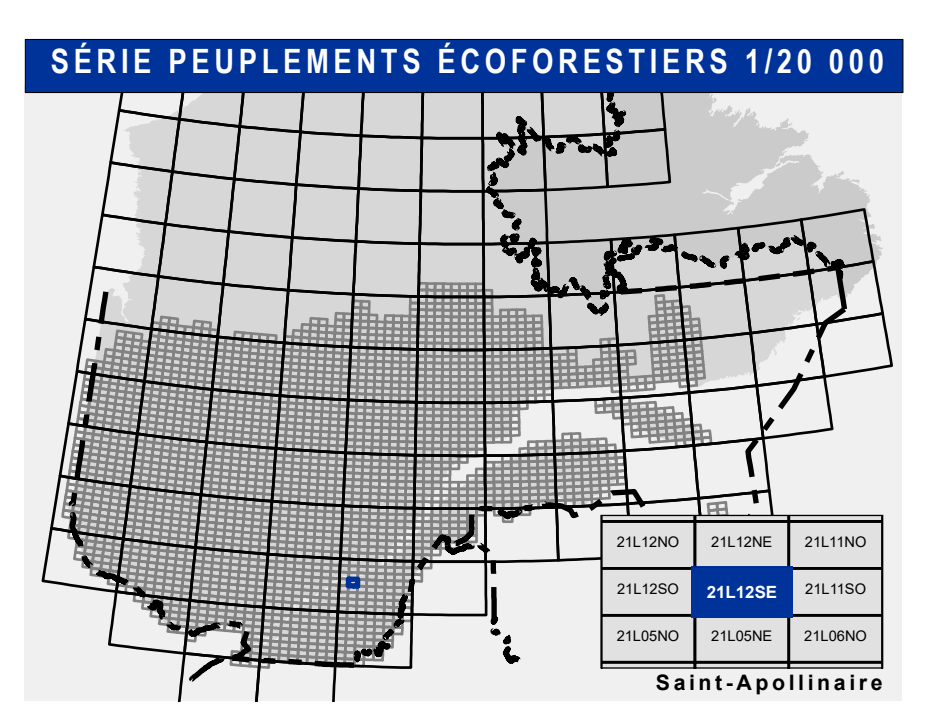 SÉRIE PEUPLEMENTS ÉCOFORESTIERS 1/20 000
21L12NO 21L12NE 21L11NO
21L12SO 21L12SE 21L11SO
21L05NO 21L05NE 21L06NO
Saint-Apollinaire